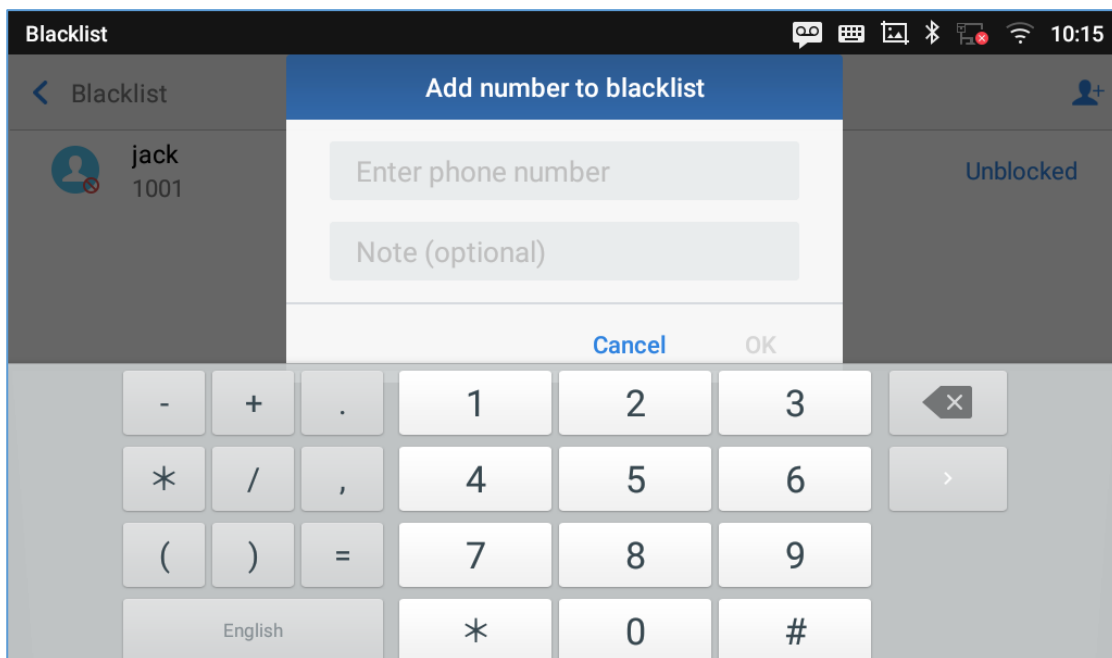 Blacklist
10:15
Blacklist
Add number to blacklist
jack
1001
Unblocked
Enter phone number
Note (optional)
Cancel OK
- + . 1 2 3
* / , 4 5 6
( ) = 7 8 9
English * 0 #